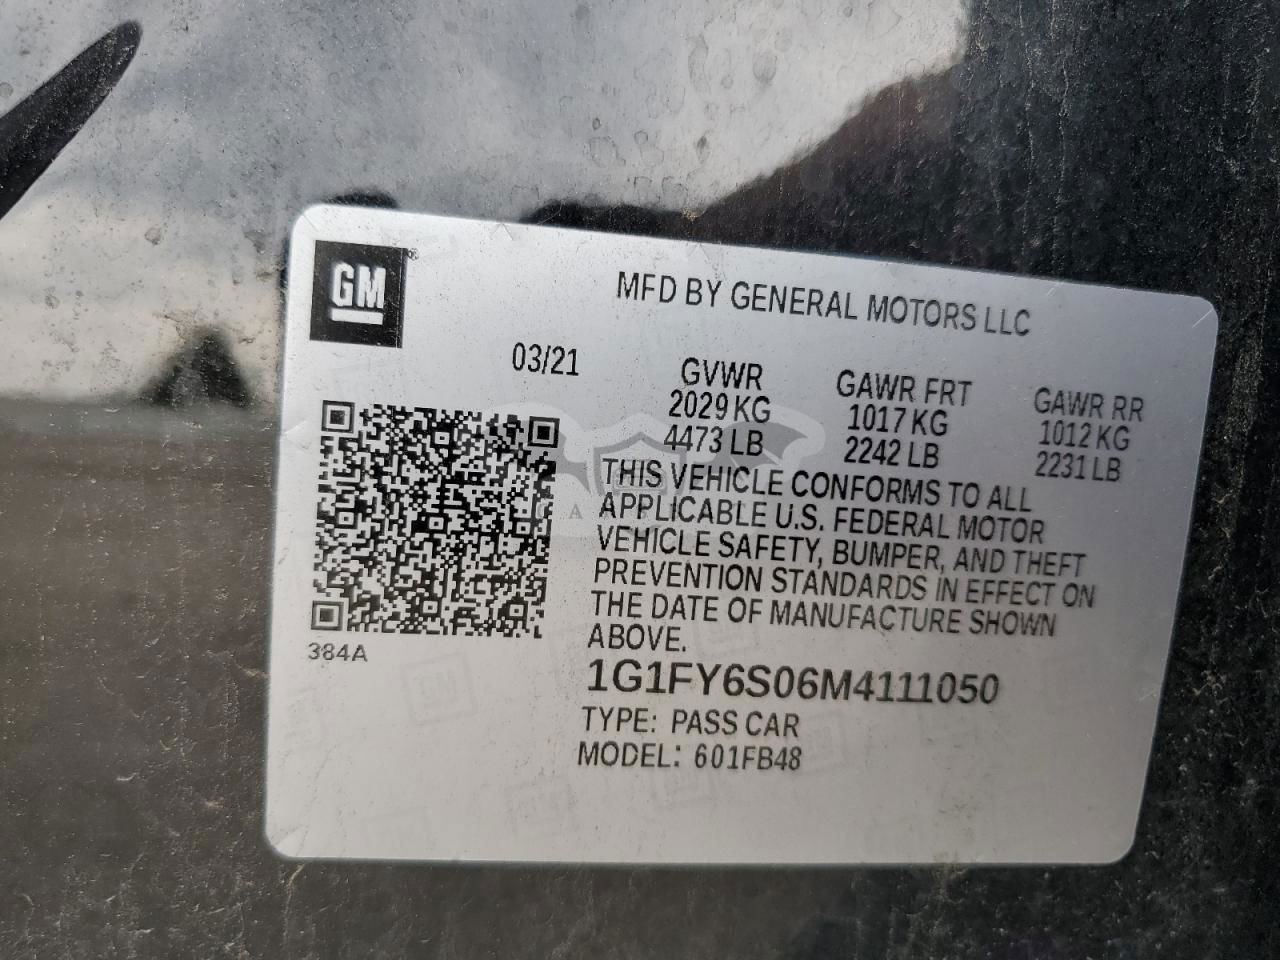 GM
MFD BY GENERAL MOTORS LLC
03/21
GVWR
2029 KG
4473 LB
GAWR FRT
1017 KG
2242 LB
GAWR RR
1012 KG
2231 LB
THIS VEHICLE CONFORMS TO ALL
APPLICABLE U.S. FEDERAL MOTOR
VEHICLE SAFETY, BUMPER, AND THEFT
PREVENTION STANDARDS IN EFFECT ON
THE DATE OF MANUFACTURE SHOWN
ABOVE.
384A
1G1FY6S06M4111050
TYPE: PASS CAR
MODEL: 601FB48